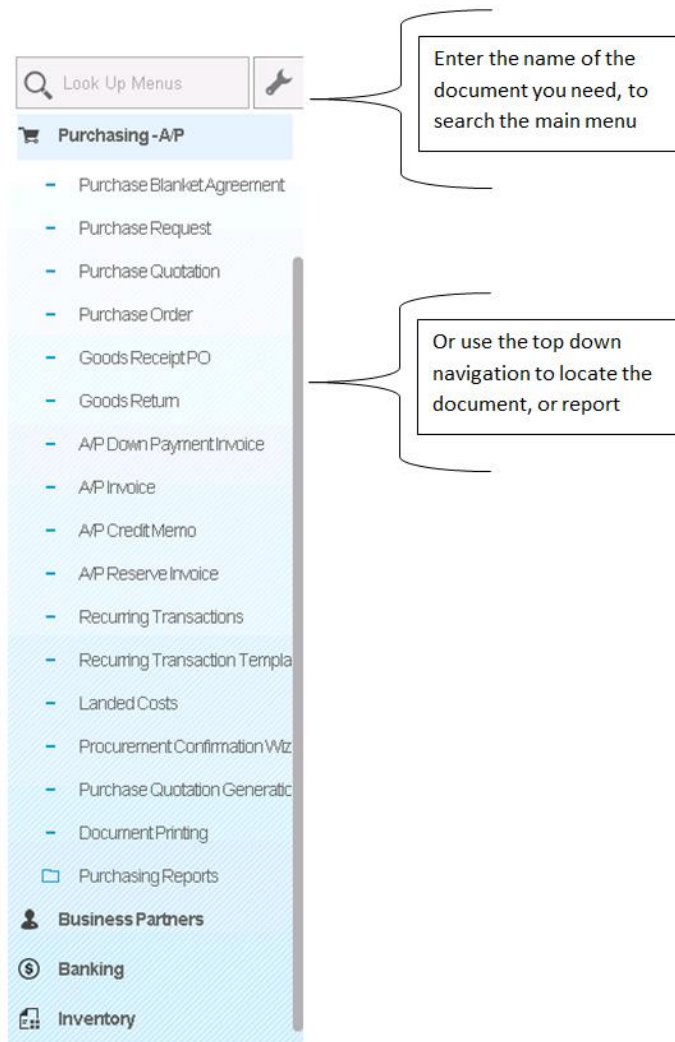 Look Up Menus
Enter the name of the
document you need, to
search the main menu
Purchasing - A/P
Purchase Blanket Agreement
Purchase Request
Purchase Quotation
Purchase Order
Goods Receipt PO
Or use the top down
navigation to locate the
document, or report
Goods Return
A/P Down Payment Invoice
A/P Invoice
A/P Credit Memo
A/P Reserve Invoice
Recurring Transactions
Recurring Transaction Templa
Landed Costs
Procurement Confirmation Wiz
Purchase Quotation Generatic
Document Printing
Purchasing Reports
Business Partners
Banking
Inventory